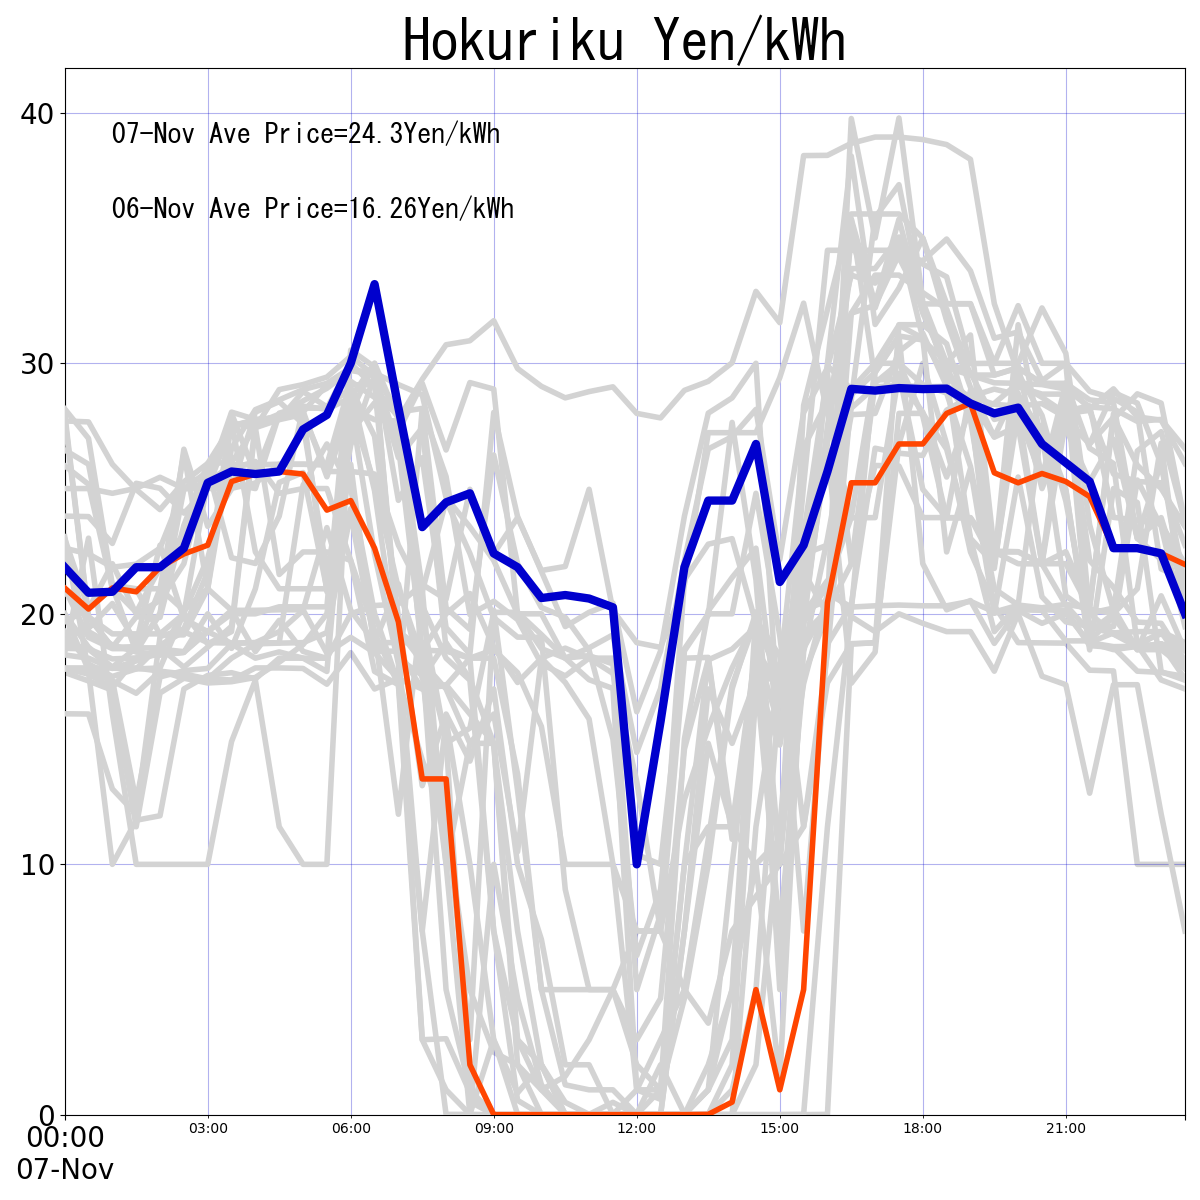 Hokuriku Yen/kWh
40
07-Nov Ave Price=24.3Yen/kWh
06-Nov Ave Price=16.26Yen/kWh
30
20
10
0
00:00 03:00 06:00 09:00 12:00 15:00 18:00 21:00
07-Nov